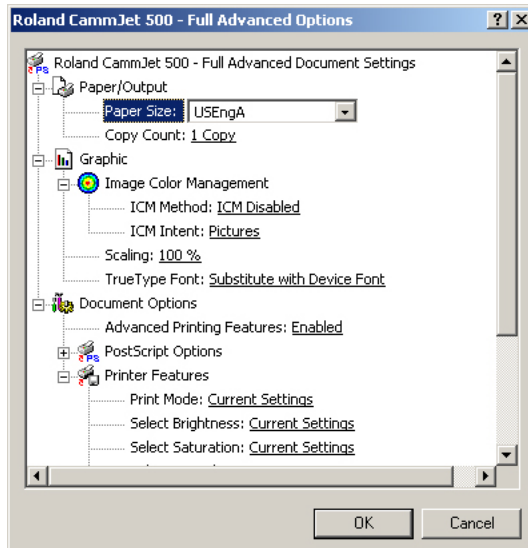 Roland CammJet 500 - Full Advanced Options
Roland CammJet 500 - Full Advanced Document Settings
Paper/Output
Paper Size: USEngA
Copy Count: 1 Copy
Graphic
Image Color Management
ICM Method: ICM Disabled
ICM Intent: Pictures
Scaling: 100 %
TrueType Font: Substitute with Device Font
Document Options
Advanced Printing Features: Enabled
PostScript Options
Printer Features
Print Mode: Current Settings
Select Brightness: Current Settings
Select Saturation: Current Settings
OK Cancel